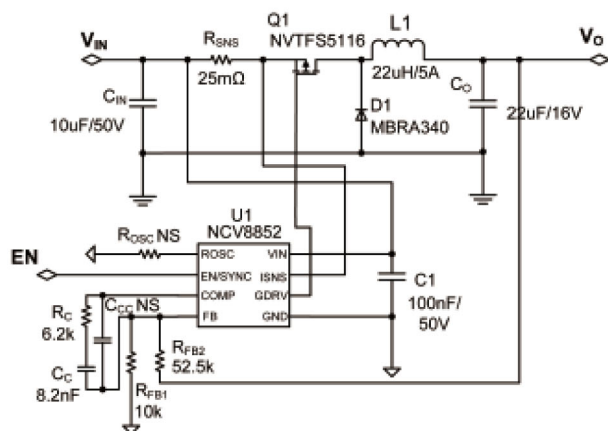 Q1
NVTFS5116
L1
VIN
RSNS
VO
25mΩ
22uH/5A
CIN
10uF/50V
D1
MBRA340
CO
22uF/16V
U1
NCV8852
ROSC NS
EN
ROSC
VIN
EN/SYNC
ISNS
COMP
GDRV
FB
GND
C1
100nF/
50V
CCC NS
RC
6.2k
CC
8.2nF
RFB2
52.5k
RFB1
10k